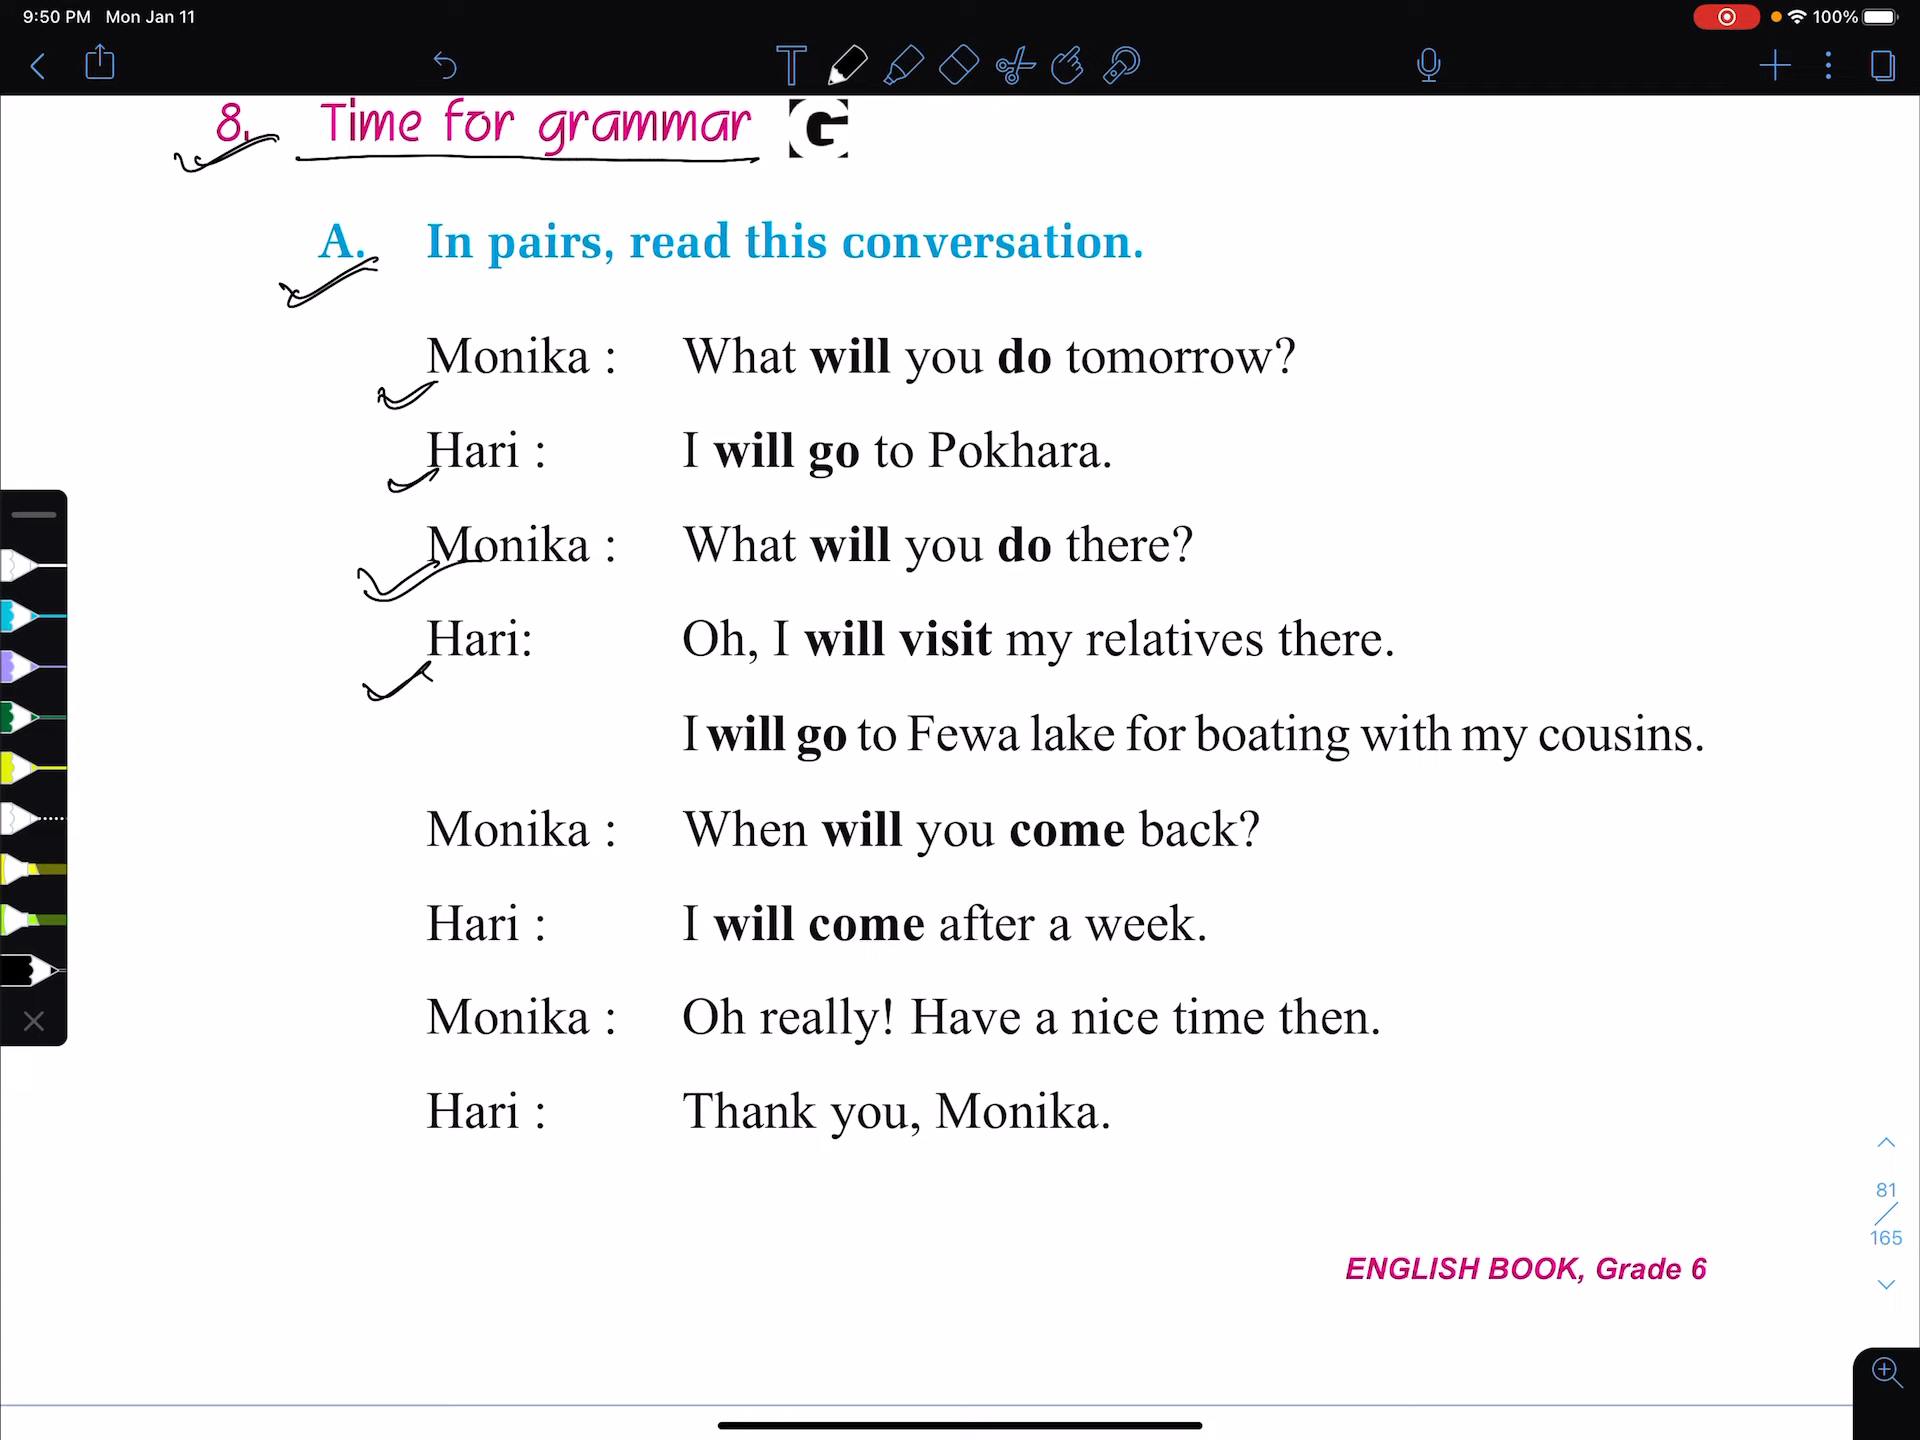 9:50 PM Mon Jan 11
100%
8. Time for grammar G
A. In pairs, read this conversation.
Monika : What will you do tomorrow?
Hari : I will go to Pokhara.
Monika : What will you do there?
Hari: Oh, I will visit my relatives there.
I will go to Fewa lake for boating with my cousins.
Monika : When will you come back?
Hari : I will come after a week.
Monika : Oh really! Have a nice time then.
Hari : Thank you, Monika.
81
/
165
ENGLISH BOOK, Grade 6